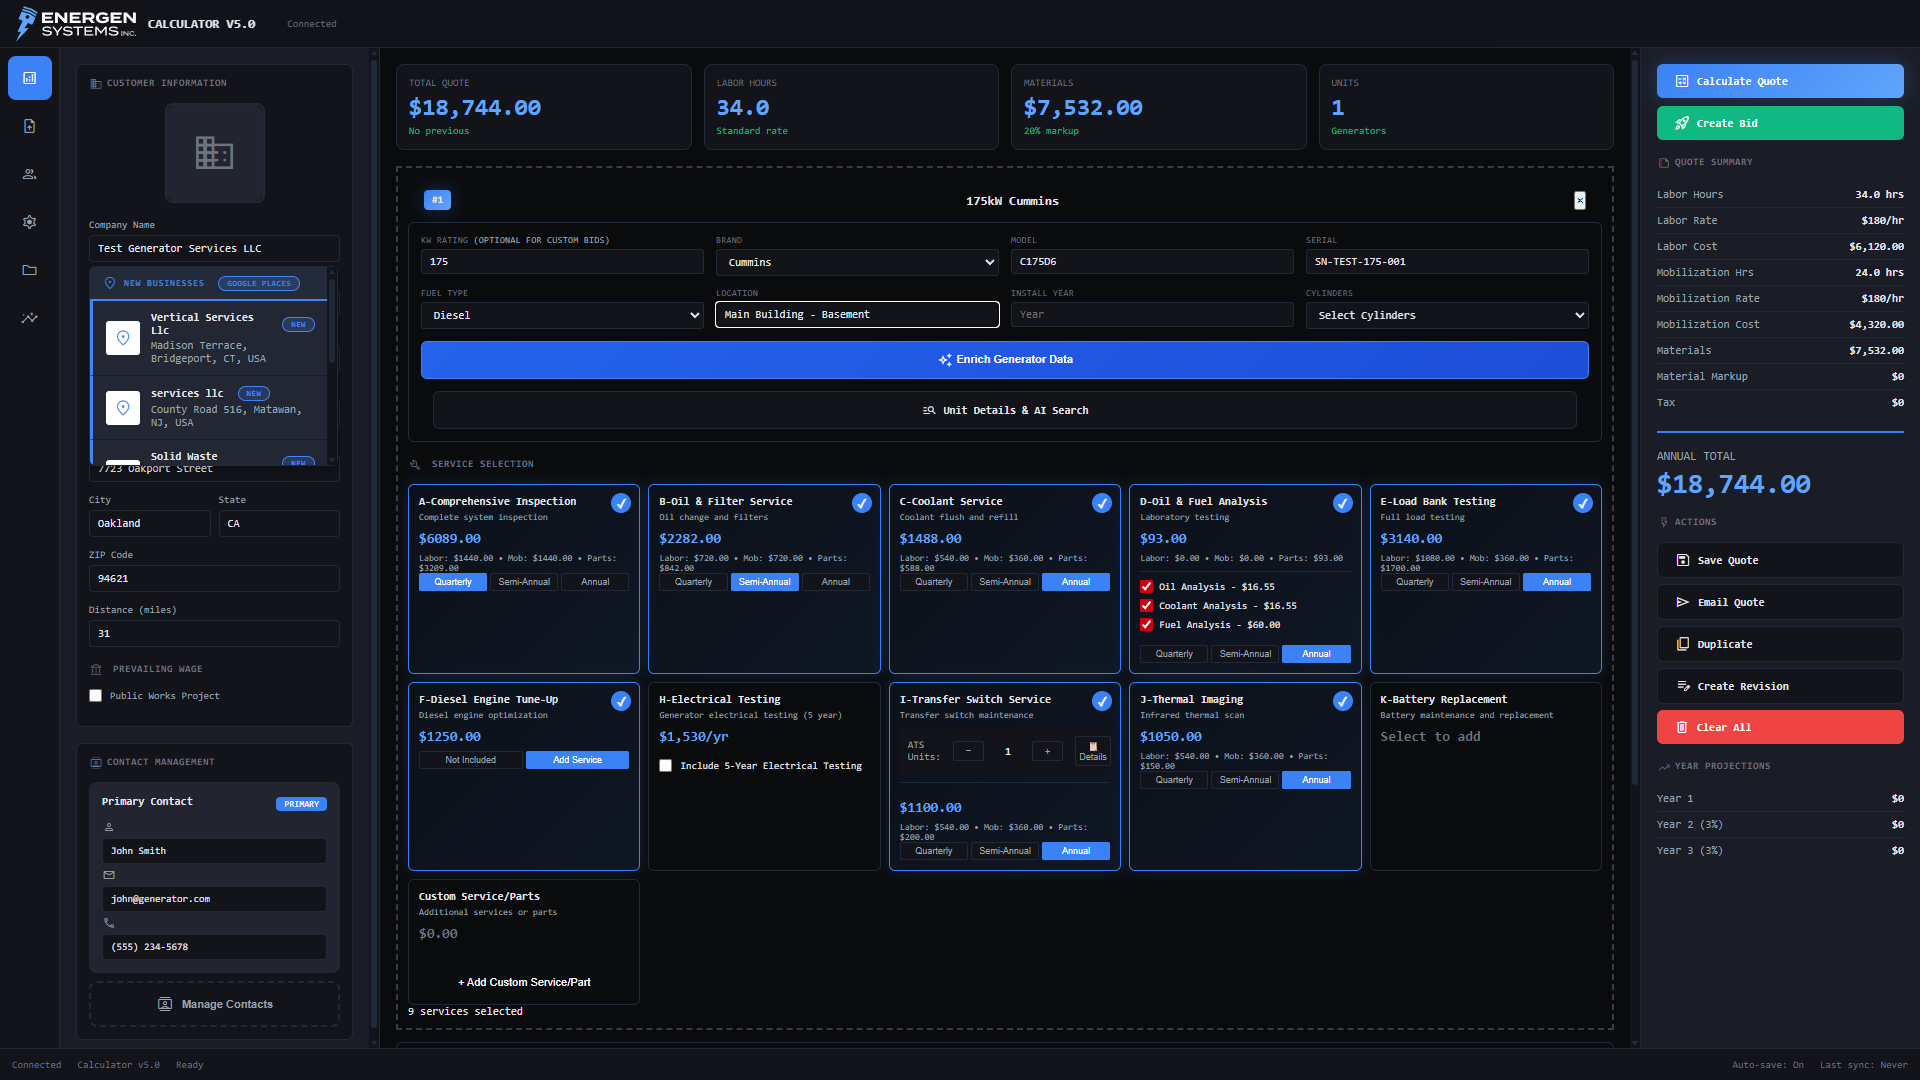 ENERGEN
SYSTEMS INC.
CALCULATOR V5.0
Connected
CUSTOMER INFORMATION
Company Name
Test Generator Services LLC
NEW BUSINESSES
GOOGLE PLACES
Vertical Services Llc
NEW
Madison Terrace, Bridgeport, CT, USA
services llc
NEW
County Road 516, Matawan, NJ, USA
Solid Waste
NEW
7723 Oakport Street
City
State
Oakland
CA
ZIP Code
94621
Distance (miles)
31
PREVAILING WAGE
Public Works Project
CONTACT MANAGEMENT
Primary Contact
PRIMARY
John Smith
john@generator.com
(555) 234-5678
Manage Contacts
TOTAL QUOTE
$18,744.00
No previous
LABOR HOURS
34.0
Standard rate
MATERIALS
$7,532.00
20% markup
UNITS
1
Generators
#1
175kW Cummins
×
KW RATING (OPTIONAL FOR CUSTOM BIDS)
175
BRAND
Cummins
MODEL
C175D6
SERIAL
SN-TEST-175-001
FUEL TYPE
Diesel
LOCATION
Main Building - Basement
INSTALL YEAR
Year
CYLINDERS
Select Cylinders
Enrich Generator Data
Unit Details & AI Search
SERVICE SELECTION
A-Comprehensive Inspection
Complete system inspection
$6089.00
Labor: $1440.00 • Mob: $1440.00 • Parts:
$3209.00
Quarterly
Semi-Annual
Annual
B-Oil & Filter Service
Oil change and filters
$2282.00
Labor: $720.00 • Mob: $720.00 • Parts:
$842.00
Quarterly
Semi-Annual
Annual
C-Coolant Service
Coolant flush and refill
$1488.00
Labor: $540.00 • Mob: $360.00 • Parts:
$588.00
Quarterly
Semi-Annual
Annual
D-Oil & Fuel Analysis
Laboratory testing
$93.00
Labor: $0.00 • Mob: $0.00 • Parts: $93.00
Oil Analysis - $16.55
Coolant Analysis - $16.55
Fuel Analysis - $60.00
Quarterly
Semi-Annual
Annual
E-Load Bank Testing
Full load testing
$3140.00
Labor: $1080.00 • Mob: $360.00 • Parts:
$1700.00
Quarterly
Semi-Annual
Annual
F-Diesel Engine Tune-Up
Diesel engine optimization
$1250.00
Not Included
Add Service
H-Electrical Testing
Generator electrical testing (5 year)
$1,530/yr
Include 5-Year Electrical Testing
I-Transfer Switch Service
Transfer switch maintenance
ATS
Units:
−
1
+
Details
$1100.00
Labor: $540.00 • Mob: $360.00 • Parts:
$200.00
Quarterly
Semi-Annual
Annual
J-Thermal Imaging
Infrared thermal scan
$1050.00
Labor: $540.00 • Mob: $360.00 • Parts:
$150.00
Quarterly
Semi-Annual
Annual
K-Battery Replacement
Battery maintenance and replacement
Select to add
Custom Service/Parts
Additional services or parts
$0.00
+ Add Custom Service/Part
9 services selected
Calculate Quote
Create Bid
QUOTE SUMMARY
Labor Hours 34.0 hrs
Labor Rate $180/hr
Labor Cost $6,120.00
Mobilization Hrs 24.0 hrs
Mobilization Rate $180/hr
Mobilization Cost $4,320.00
Materials $7,532.00
Material Markup $0
Tax $0
ANNUAL TOTAL
$18,744.00
ACTIONS
Save Quote
Email Quote
Duplicate
Create Revision
Clear All
YEAR PROJECTIONS
Year 1 $0
Year 2 (3%) $0
Year 3 (3%) $0
Connected
Calculator v5.0
Ready
Auto-save: On
Last sync: Never